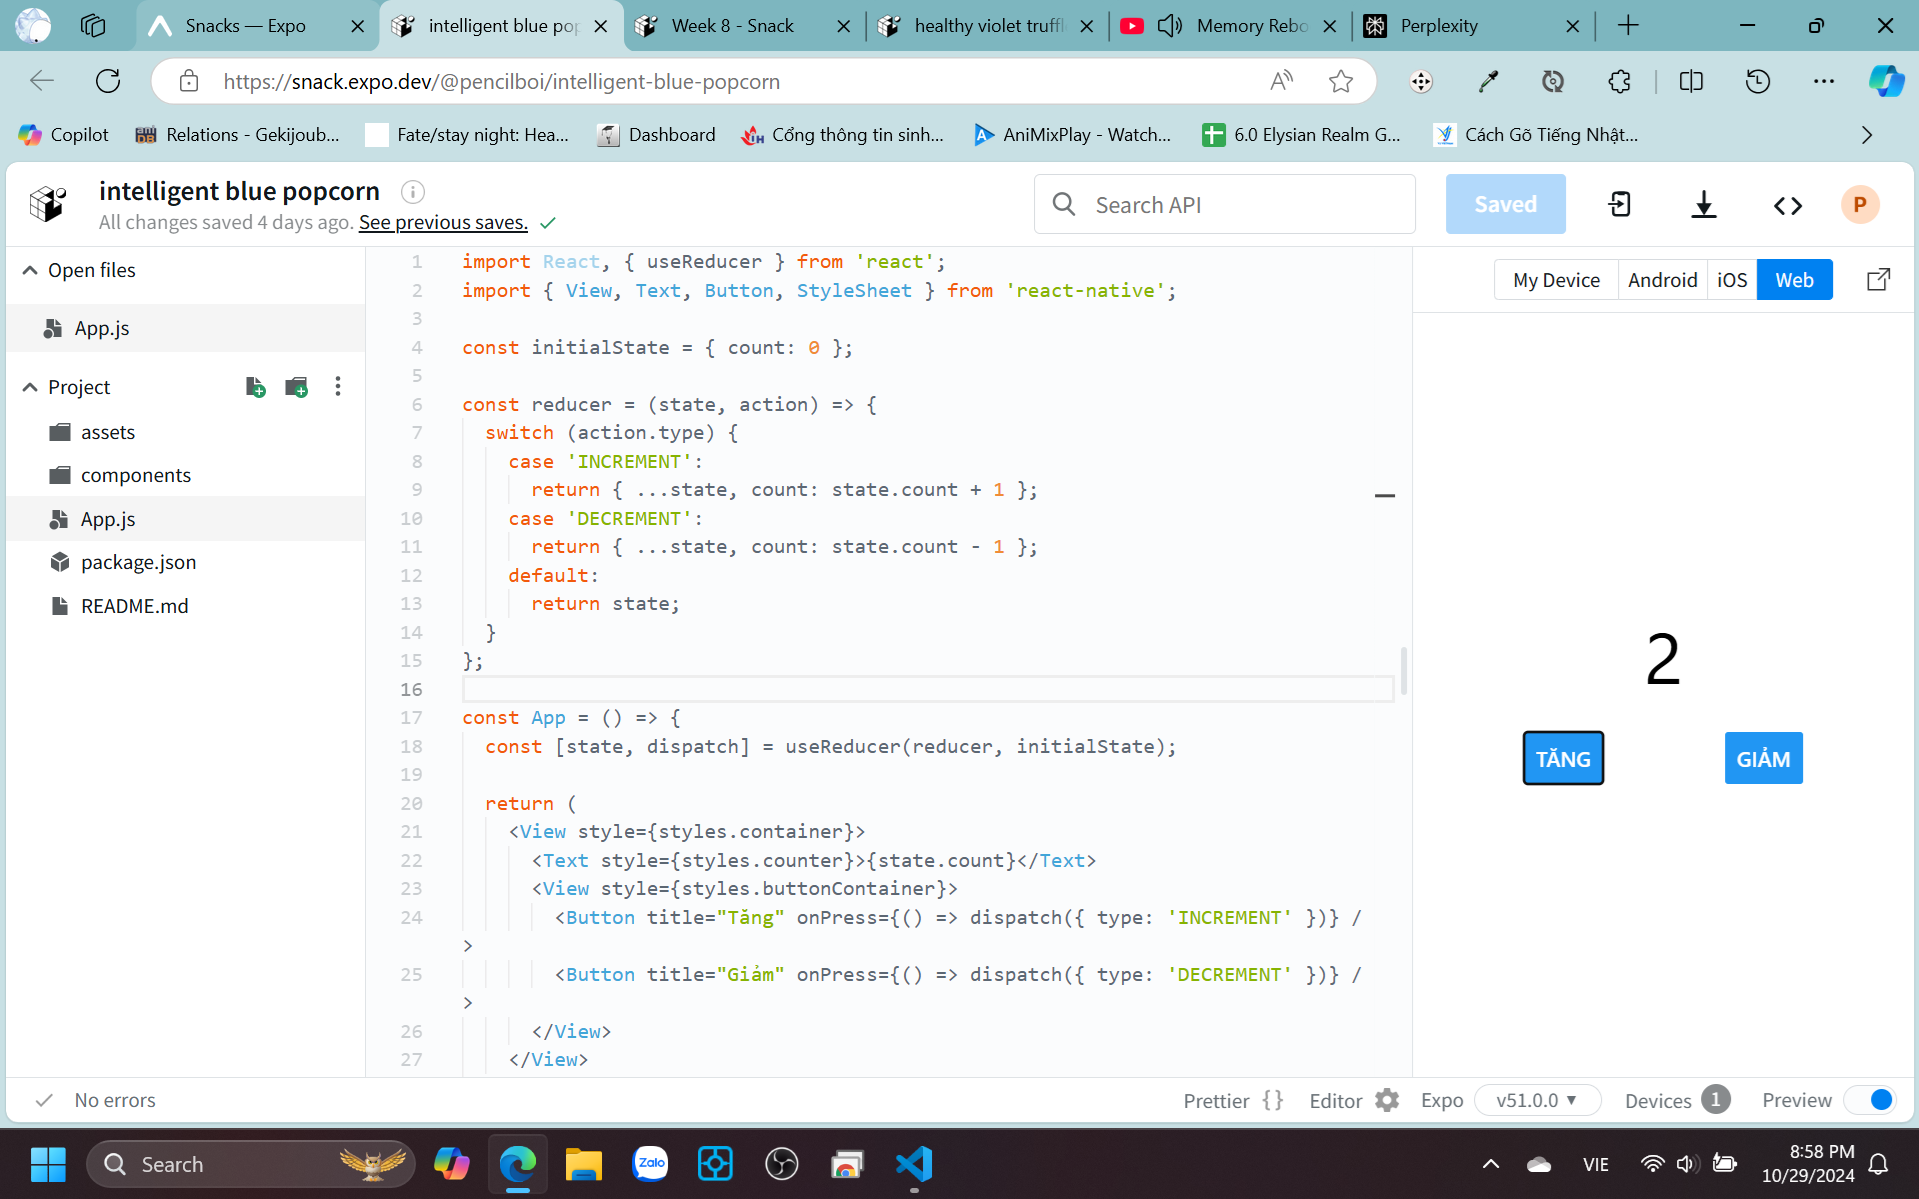 Snacks — Expo
intelligent blue pop
Week 8 - Snack
healthy violet truffl
Memory Rebo
Perplexity
https://snack.expo.dev/@pencilboi/intelligent-blue-popcorn
Copilot
Relations - Gekijoub...
Fate/stay night: Hea...
Dashboard
Cổng thông tin sinh...
AniMixPlay - Watch...
6.0 Elysian Realm G...
Cách Gõ Tiếng Nhật...
intelligent blue popcorn
All changes saved 4 days ago. See previous saves.
Search API
Saved
P
Open files
App.js
Project
assets
components
App.js
package.json
README.md
1 import React, { useReducer } from 'react';
2 import { View, Text, Button, StyleSheet } from 'react-native';
3
4 const initialState = { count: 0 };
5
6 const reducer = (state, action) => {
7 switch (action.type) {
8 case 'INCREMENT':
9 return { ...state, count: state.count + 1 };
10 case 'DECREMENT':
11 return { ...state, count: state.count - 1 };
12 default:
13 return state;
14 }
15 };
16
17 const App = () => {
18 const [state, dispatch] = useReducer(reducer, initialState);
19
20 return (
21 <View style={styles.container}>
22 <Text style={styles.counter}>{state.count}</Text>
23 <View style={styles.buttonContainer}>
24 <Button title="Tăng" onPress={() => dispatch({ type: 'INCREMENT' })} /
>
25 <Button title="Giảm" onPress={() => dispatch({ type: 'DECREMENT' })} /
>
26 </View>
27 </View>
My Device
Android
iOS
Web
2
TĂNG
GIẢM
No errors
Prettier {}
Editor
Expo
v51.0.0
Devices 1
Preview
Search
Zalo
VIE
8:58 PM
10/29/2024